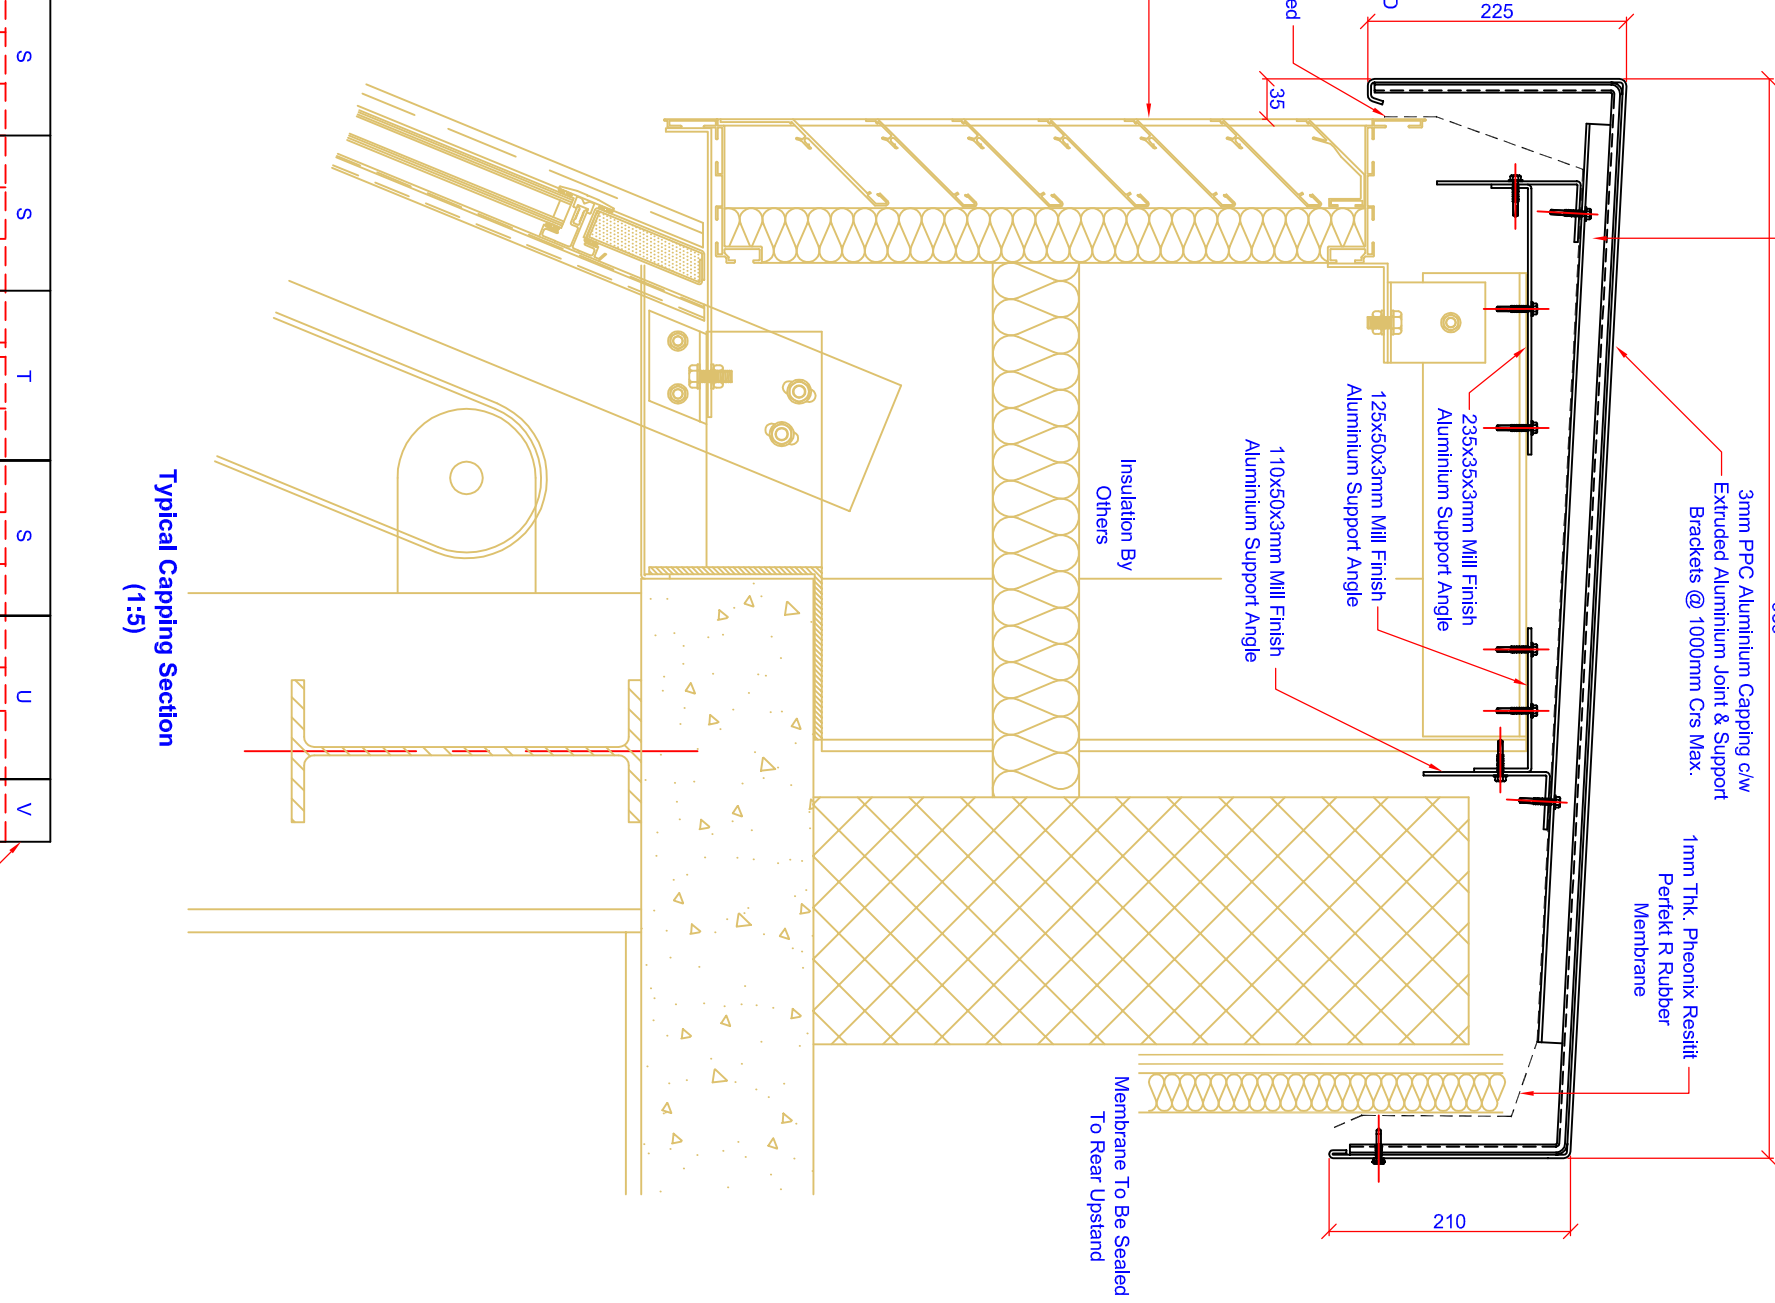 225
35
3mm PPC Aluminium Capping c/w
Extruded Aluminium Joint & Support
Brackets @ 1000mm Crs Max.
1mm Thk. Pheonix Resitit
Perfekt R Rubber
Membrane
235x35x3mm Mill Finish
Aluminium Support Angle
125x50x3mm Mill Finish
Aluminium Support Angle
110x50x3mm Mill Finish
Aluminium Support Angle
Insulation By
Others
Membrane To Be Sealed
To Rear Upstand
210
Typical Capping Section
(1:5)
S
S
T
S
U
V
ed